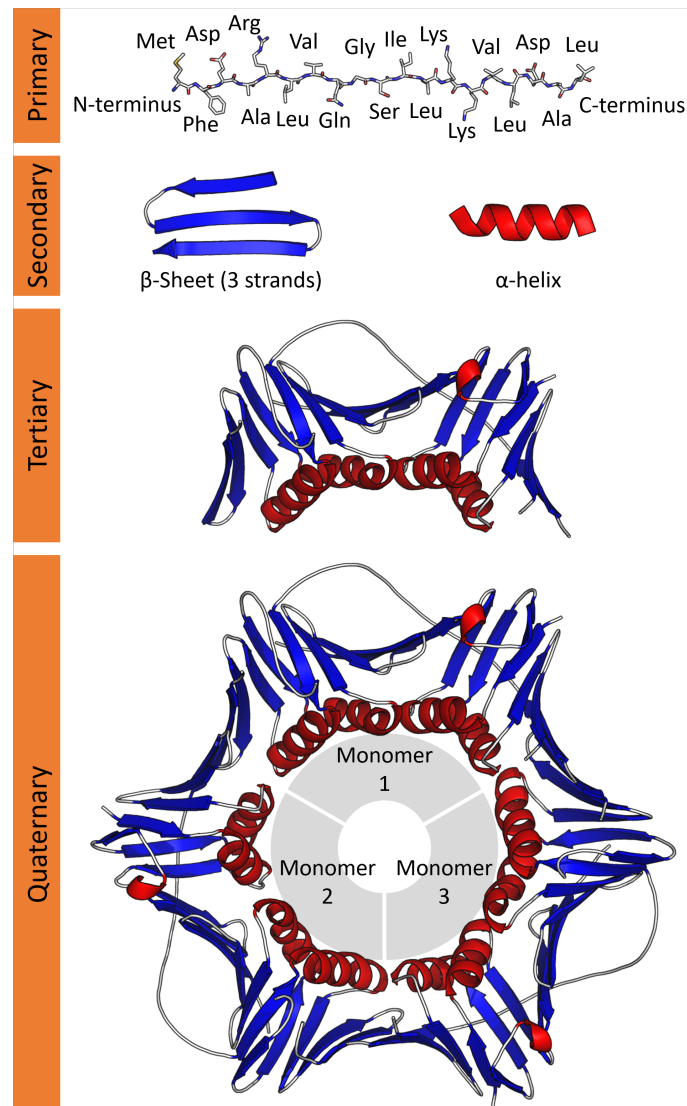 Primary
Met Asp Arg Val Gly Ile Lys Val Asp Leu
N-terminus C-terminus
Phe Ala Leu Gln Ser Leu Lys Leu Ala
Secondary
β-Sheet (3 strands) α-helix
Tertiary
Quaternary
Monomer
1
Monomer
2
Monomer
3